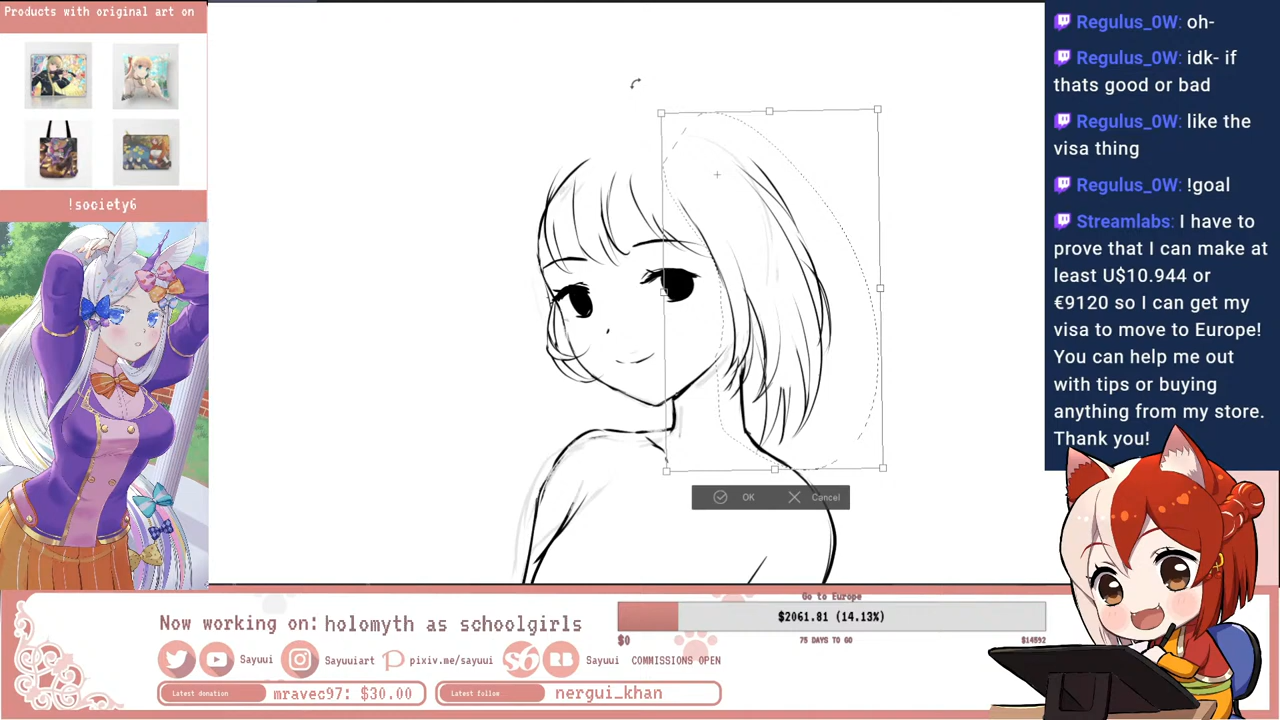 Products with original art on
!society6
OK
Cancel
Regulus_0W: oh-
Regulus_0W: idk- if
thats good or bad
Regulus_0W: like the
visa thing
Regulus_0W: !goal
Streamlabs: I have to
prove that I can make at
least U$10.944 or
€9120 so I can get my
visa to move to Europe!
You can help me out
with tips or buying
anything from my store.
Thank you!
Now working on: holomyth as schoolgirls
Go to Europe
$2061.81 (14.13%)
$0
75 DAYS TO GO
$14592
Sayuui
Sayuuiart
pixiv.me/sayuui
S6
RB
Sayuui
COMMISSIONS OPEN
Latest donation
mravec97: $30.00
Latest follow
nergui_khan